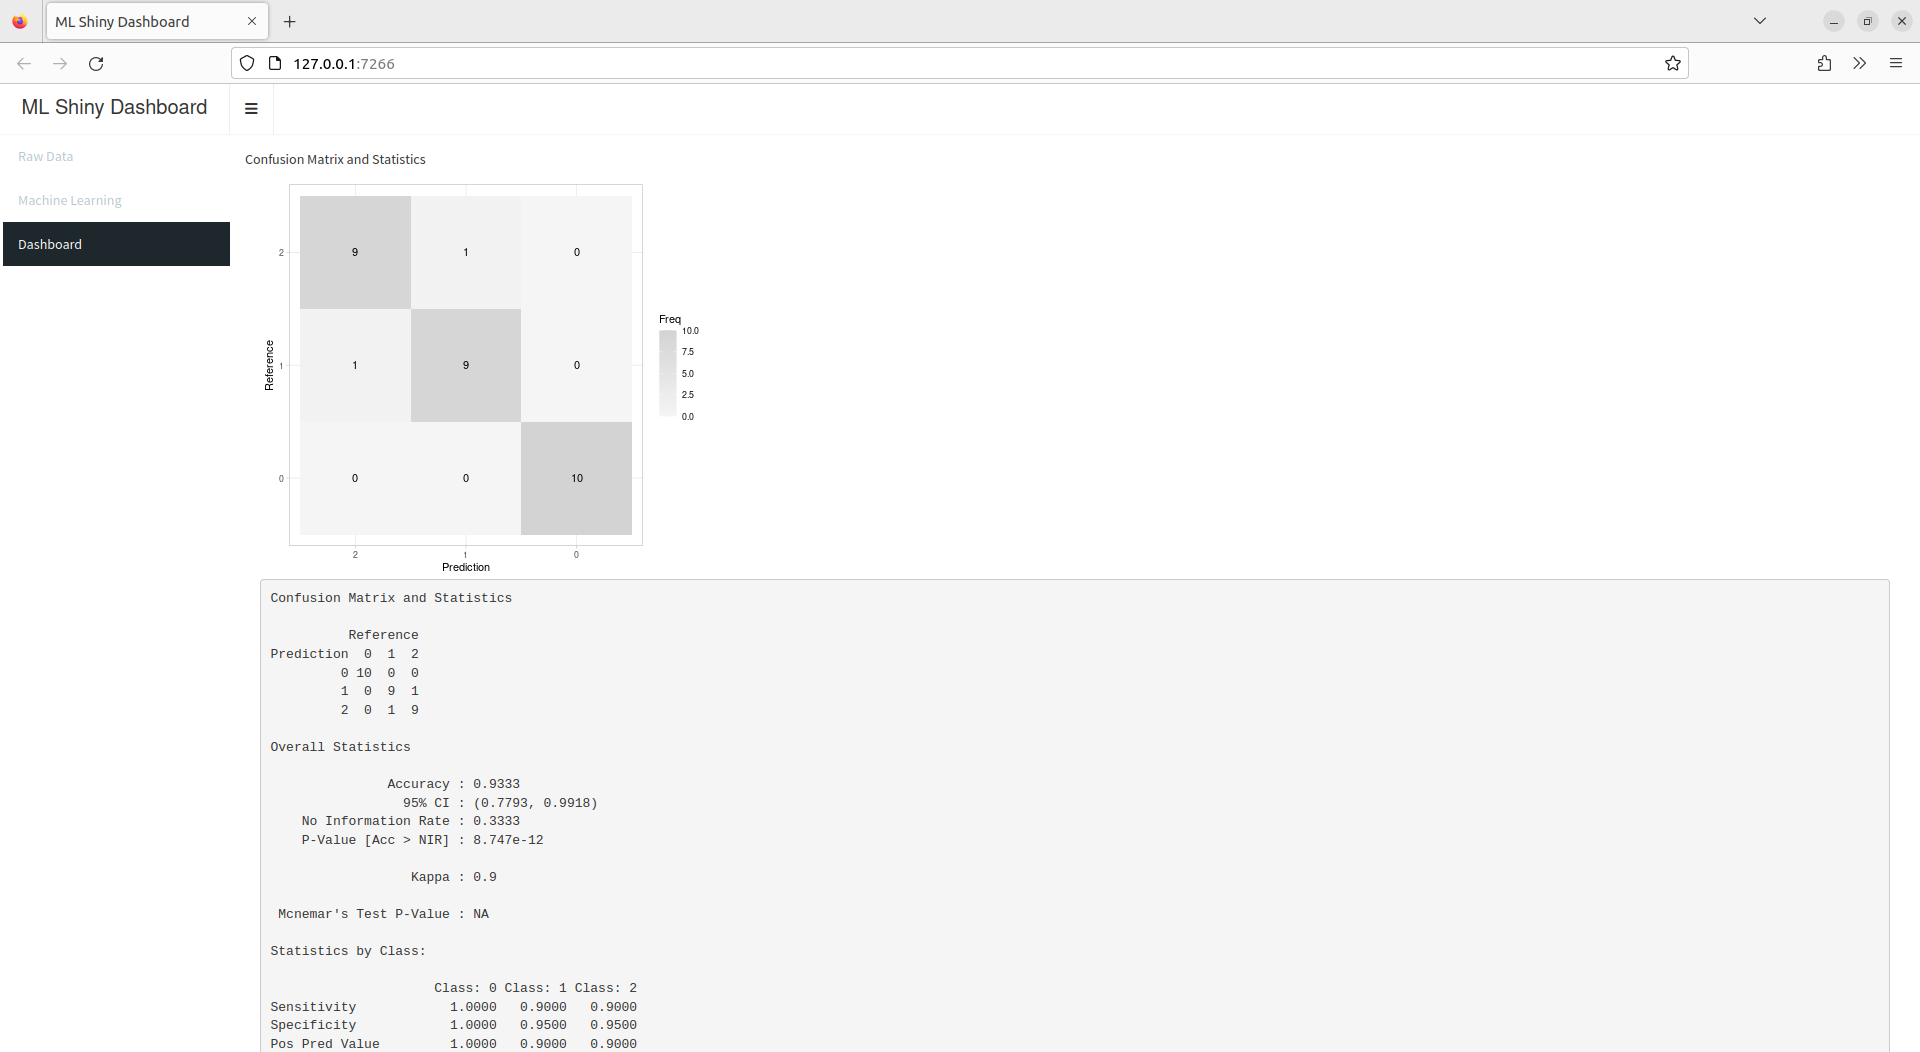 ML Shiny Dashboard
127.0.0.1:7266
ML Shiny Dashboard
Raw Data
Machine Learning
Dashboard
Confusion Matrix and Statistics
2
9 1 0
1
1 9 0
0
0 0 10
2 1 0
Reference
Prediction
Freq
10.0
7.5
5.0
2.5
0.0
Confusion Matrix and Statistics
          Reference
Prediction  0  1  2
         0 10  0  0
         1  0  9  1
         2  0  1  9
Overall Statistics
               Accuracy : 0.9333
                 95% CI : (0.7793, 0.9918)
    No Information Rate : 0.3333
    P-Value [Acc > NIR] : 8.747e-12
                  Kappa : 0.9
 Mcnemar's Test P-Value : NA
Statistics by Class:
                     Class: 0 Class: 1 Class: 2
Sensitivity            1.0000   0.9000   0.9000
Specificity            1.0000   0.9500   0.9500
Pos Pred Value         1.0000   0.9000   0.9000